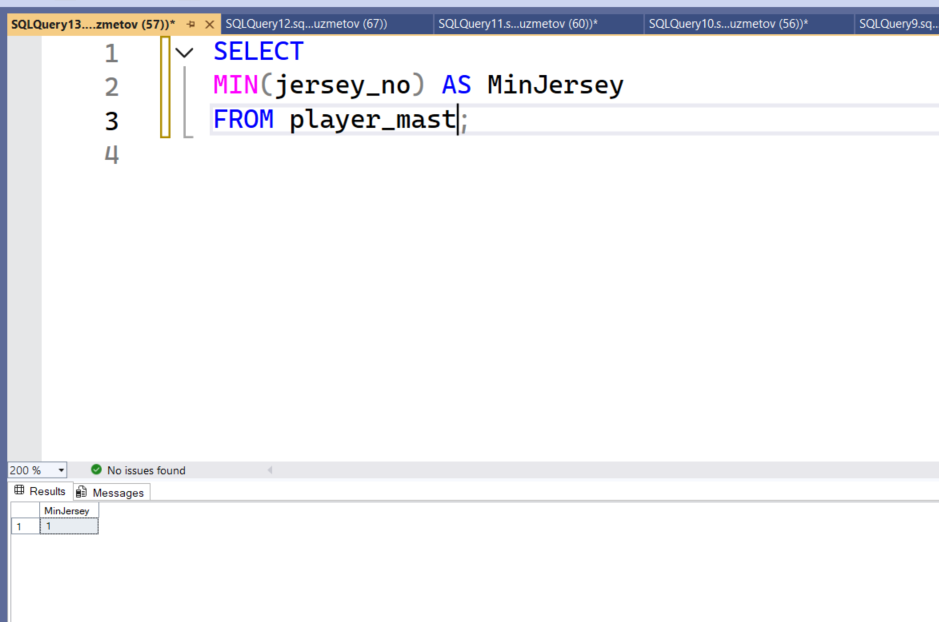 SQLQuery13....zmetov (57))* SQLQuery12.sq...uzmetov (67)) SQLQuery11.s...uzmetov (60))* SQLQuery10.s...uzmetov (56))* SQLQuery9.sq...
1 SELECT
2 MIN(jersey_no) AS MinJersey
3 FROM player_mast;
4
200 % No issues found
Results Messages
MinJersey
1 1